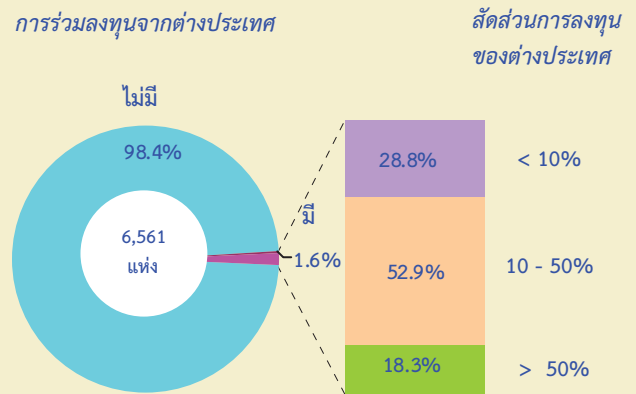 การร่วมลงทุนจากต่างประเทศ
สัดส่วนการลงทุน
ของต่างประเทศ
ไม่มี
98.4%
6,561
แห่ง
มี
1.6%
28.8%
< 10%
52.9%
10 - 50%
18.3%
> 50%